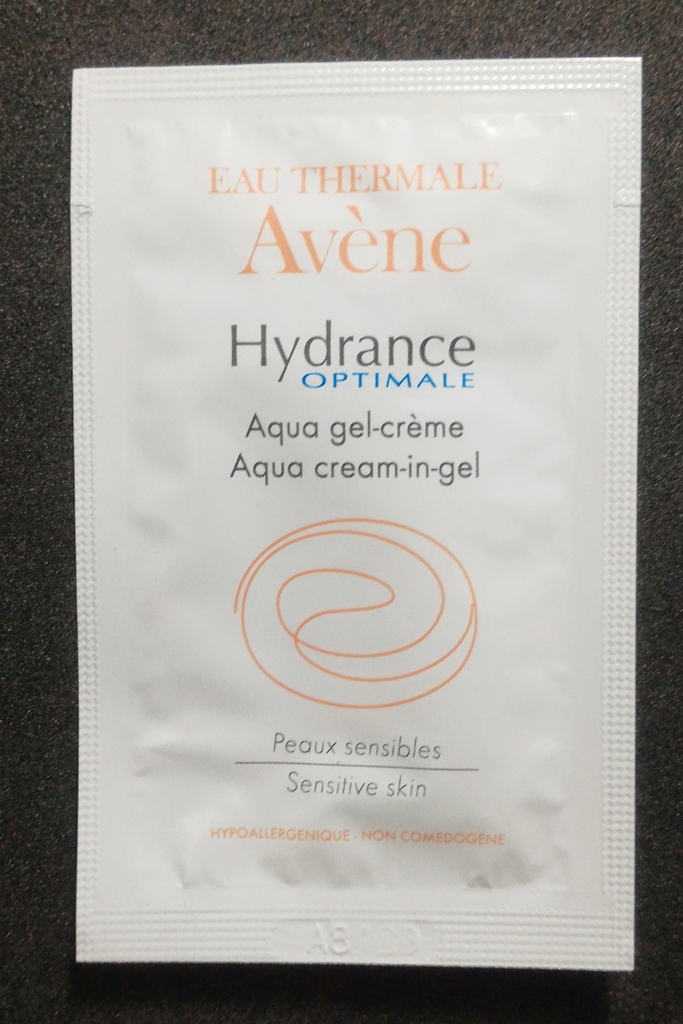 EAU THERMALE
Avène
Hydrance
OPTIMALE
Aqua gel-crème
Aqua cream-in-gel
Peaux sensibles
Sensitive skin
HYPOALLERGENIQUE - NON COMEDOGENE